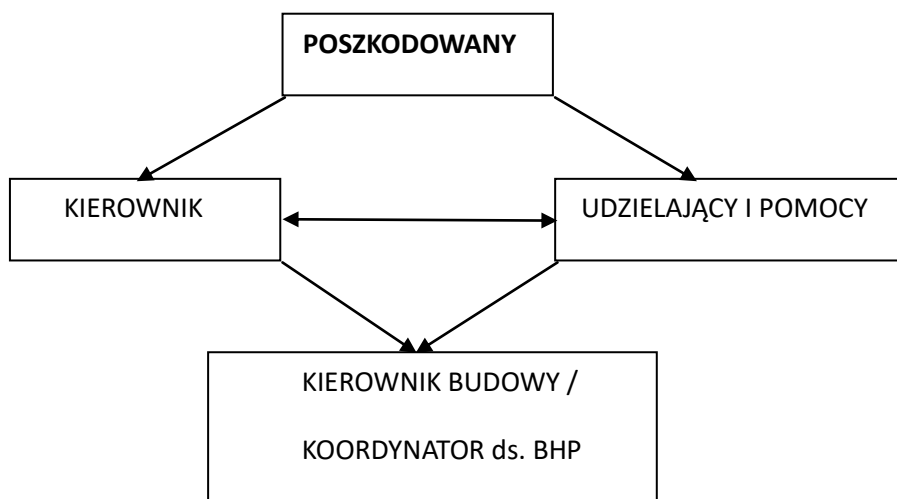 POSZKODOWANY
KIEROWNIK
UDZIELAJĄCY I POMOCY
KIEROWNIK BUDOWY /
KOORDYNATOR ds. BHP